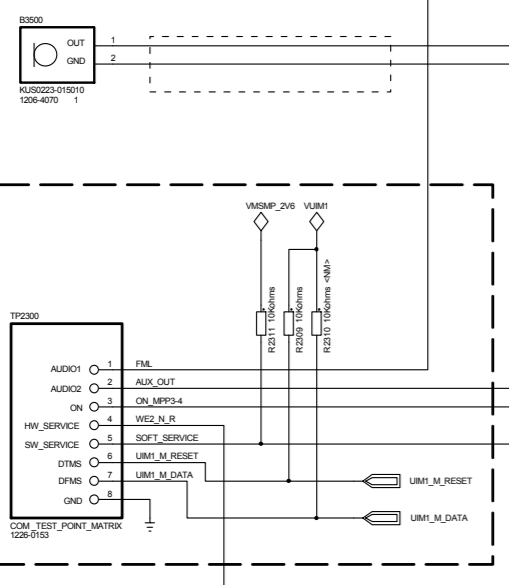 B3500
OUT 1
GND 2
KUS0223-015010
1206-4070 1
VMSMP_2V6 VUIM1
R2311 10Kohms
R2309 10Kohms
R2310 10Kohms <NM>
TP2300
AUDIO1 1 FML
AUDIO2 2 AUX_OUT
ON 3 ON_MPP3-4
HW_SERVICE 4 WE2_N_R
SW_SERVICE 5 SOFT_SERVICE
DTMS 6 UIM1_M_RESET
DFMS 7 UIM1_M_DATA
GND 8
UIM1_M_RESET
UIM1_M_DATA
COM_TEST_POINT_MATRIX
1226-0153